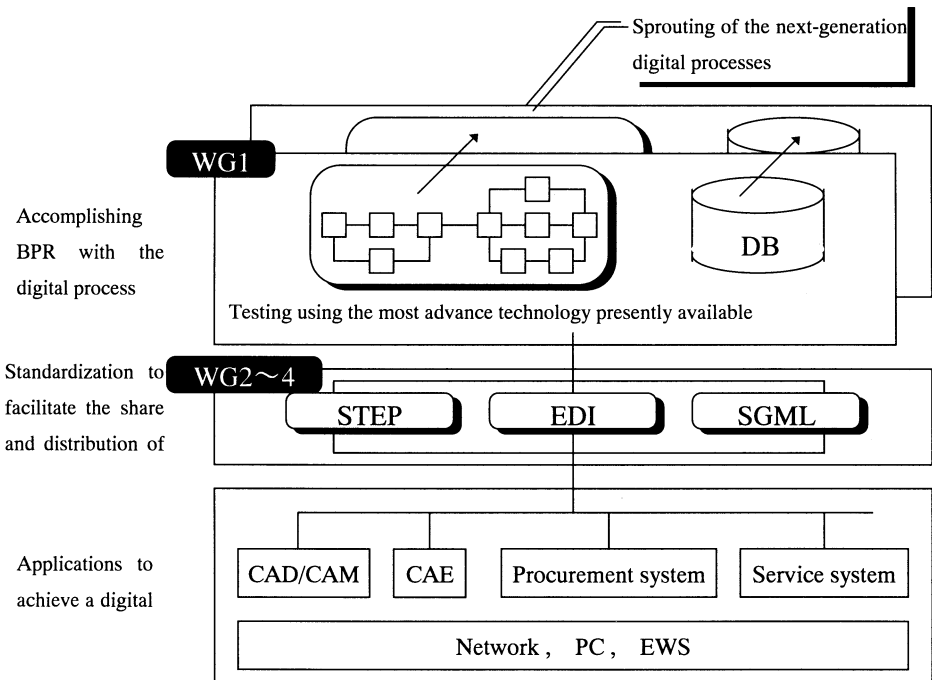 Sprouting of the next-generation
digital processes
WG1
Accomplishing
BPR with the
digital process
DB
Testing using the most advance technology presently available
Standardization to
facilitate the share
and distribution of
WG2～4
STEP
EDI
SGML
Applications to
achieve a digital
CAD/CAM
CAE
Procurement system
Service system
Network , PC , EWS